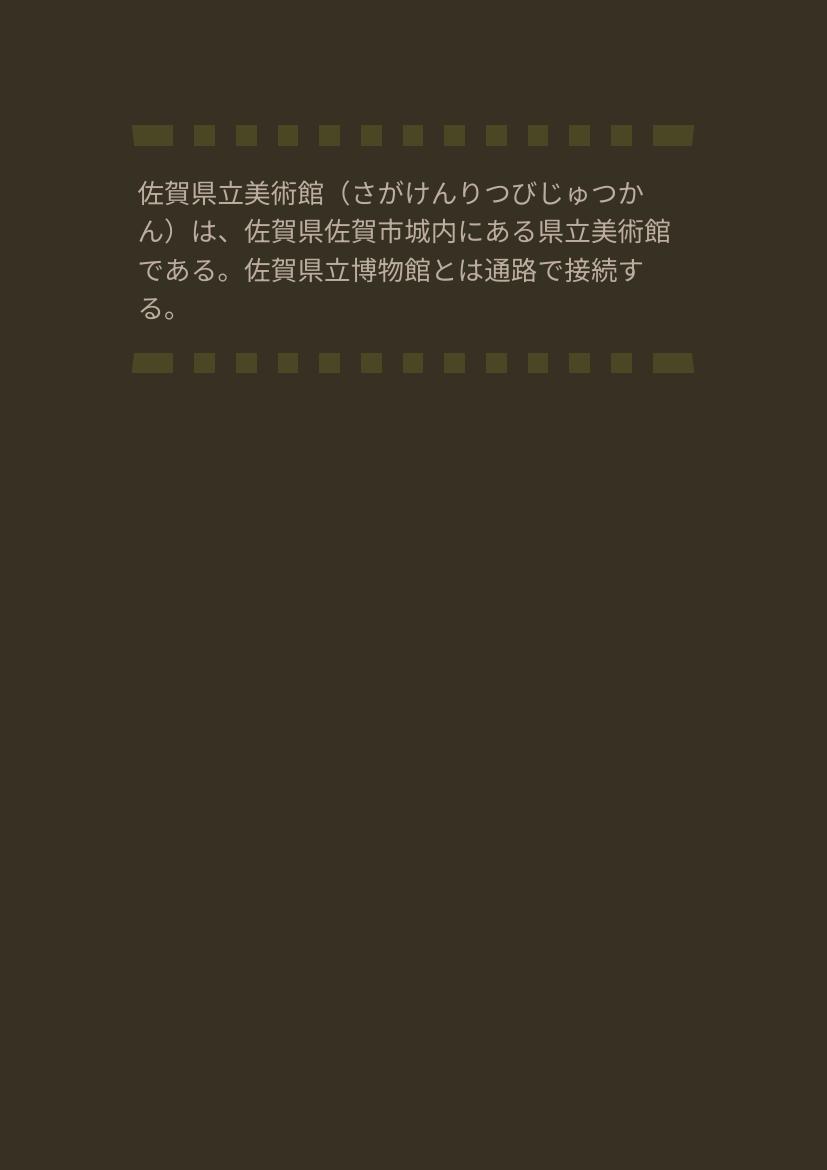 佐賀県立美術館（さがけんりつびじゅつか
ん）は、佐賀県佐賀市城内にある県立美術館
である。佐賀県立博物館とは通路で接続す
る。